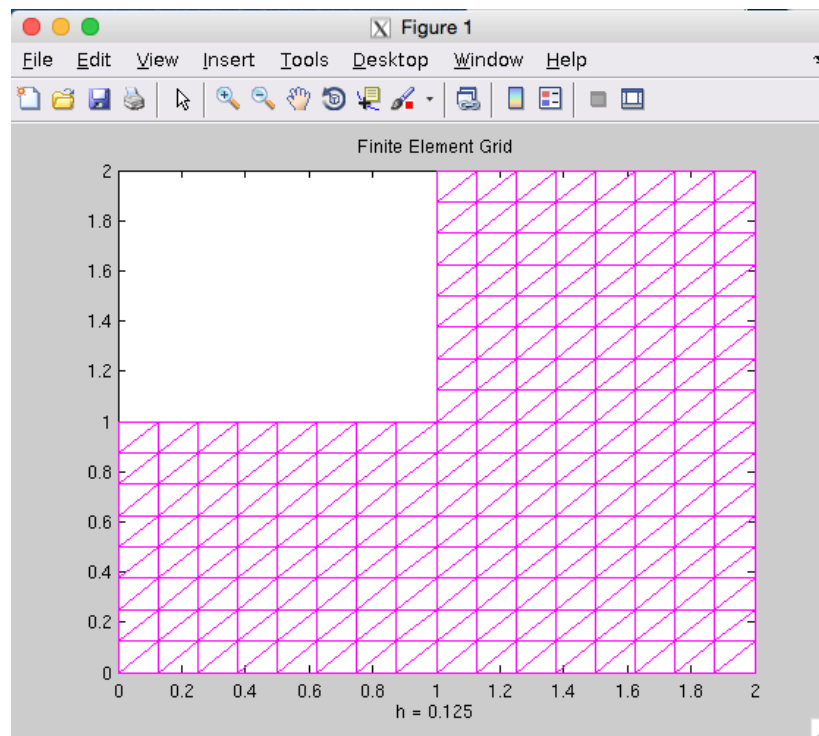 Figure 1
File Edit View Insert Tools Desktop Window Help
Finite Element Grid
2
1.8
1.6
1.4
1.2
1
0.8
0.6
0.4
0.2
0
0 0.2 0.4 0.6 0.8 1 1.2 1.4 1.6 1.8 2
h = 0.125